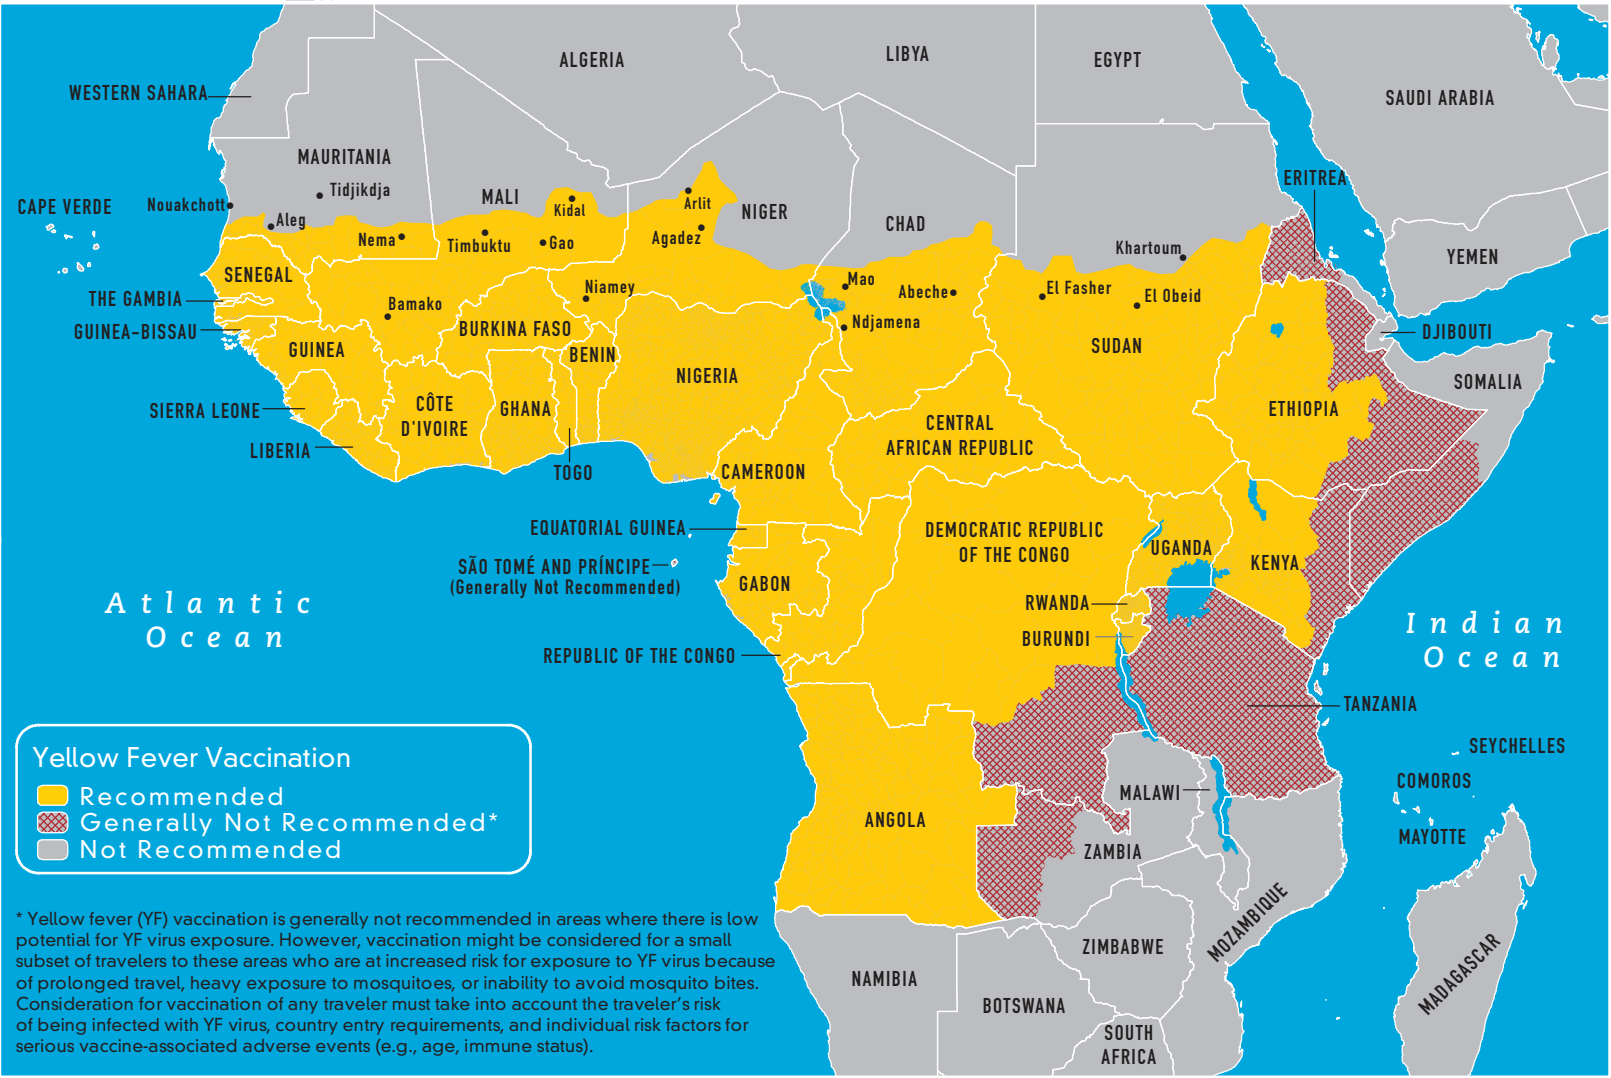 ALGERIA
LIBYA
EGYPT
WESTERN SAHARA
SAUDI ARABIA
MAURITANIA
Tidjikdja
MALI
ERITREA
CAPE VERDE
Nouakchott
Kidal
Arlit
NIGER
Aleg
CHAD
Nema
Timbuktu
Gao
Agadez
Khartoum
YEMEN
SENEGAL
Mao
THE GAMBIA
Niamey
Abeche
El Fasher
El Obeid
Bamako
Ndjamena
GUINEA-BISSAU
BURKINA FASO
DJIBOUTI
GUINEA
BENIN
SUDAN
NIGERIA
SOMALIA
SIERRA LEONE
CÔTE
D'IVOIRE
GHANA
ETHIOPIA
CENTRAL
AFRICAN REPUBLIC
LIBERIA
TOGO
CAMEROON
EQUATORIAL GUINEA
DEMOCRATIC REPUBLIC
OF THE CONGO
UGANDA
KENYA
SÃO TOMÉ AND PRÍNCIPE
(Generally Not Recommended)
GABON
RWANDA
Atlantic
Ocean
BURUNDI
Indian
Ocean
REPUBLIC OF THE CONGO
TANZANIA
SEYCHELLES
COMOROS
MALAWI
MAYOTTE
ANGOLA
ZAMBIA
MOZAMBIQUE
ZIMBABWE
MADAGASCAR
NAMIBIA
BOTSWANA
SOUTH
AFRICA
Yellow Fever Vaccination
Recommended
Generally Not Recommended*
Not Recommended
* Yellow fever (YF) vaccination is generally not recommended in areas where there is low
potential for YF virus exposure. However, vaccination might be considered for a small
subset of travelers to these areas who are at increased risk for exposure to YF virus because
of prolonged travel, heavy exposure to mosquitoes, or inability to avoid mosquito bites.
Consideration for vaccination of any traveler must take into account the traveler's risk
of being infected with YF virus, country entry requirements, and individual risk factors for
serious vaccine-associated adverse events (e.g., age, immune status).